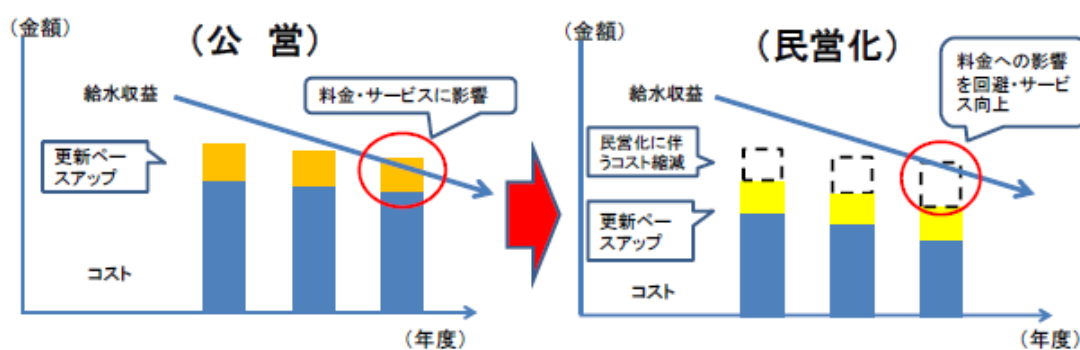 （金額）
（公　営）
給水収益
料金・サービスに影響
更新ペー
スアップ
コスト
（年度）
（金額）
（民営化）
料金への影響
を回避・サービ
ス向上
給水収益
民営化に伴
うコスト縮減
更新ペー
スアップ
コスト
（年度）